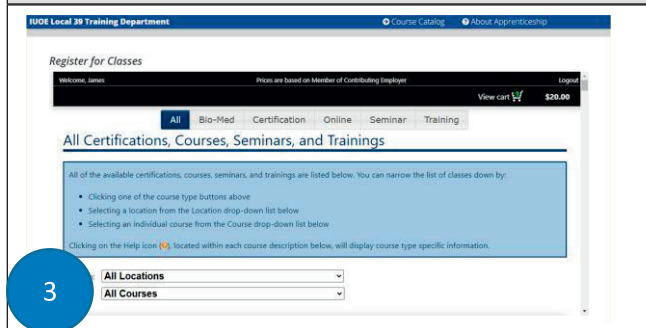 IUOE Local 39 Training Department
Course Catalog
About Apprenticeship
Register for Classes
Welcome, James
Prices are based on Member of Contributing Employer
Logout
View cart
$20.00
All Bio-Med Certification Online Seminar Training
All Certifications, Courses, Seminars, and Trainings
All of the available certifications, courses, seminars, and trainings are listed below. You can narrow the list of classes down by:
• Clicking one of the course type buttons above
• Selecting a location from the Location drop-down list below
• Selecting an individual course from the Course drop-down list below
Clicking on the Help icon (), located within each course description below, will display course type specific information.
All Locations
All Courses
3